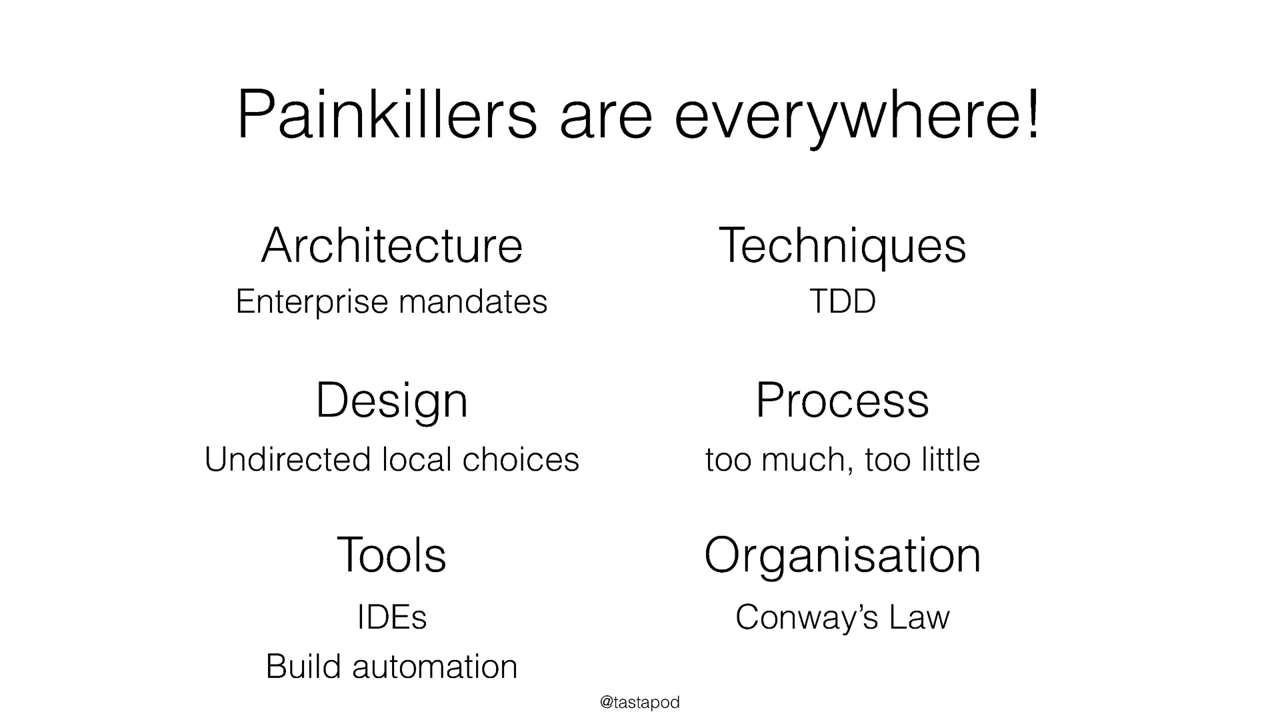 Painkillers are everywhere!
Architecture
Enterprise mandates
Techniques
TDD
Design
Undirected local choices
Process
too much, too little
Tools
IDEs
Build automation
Organisation
Conway’s Law
@tastapod